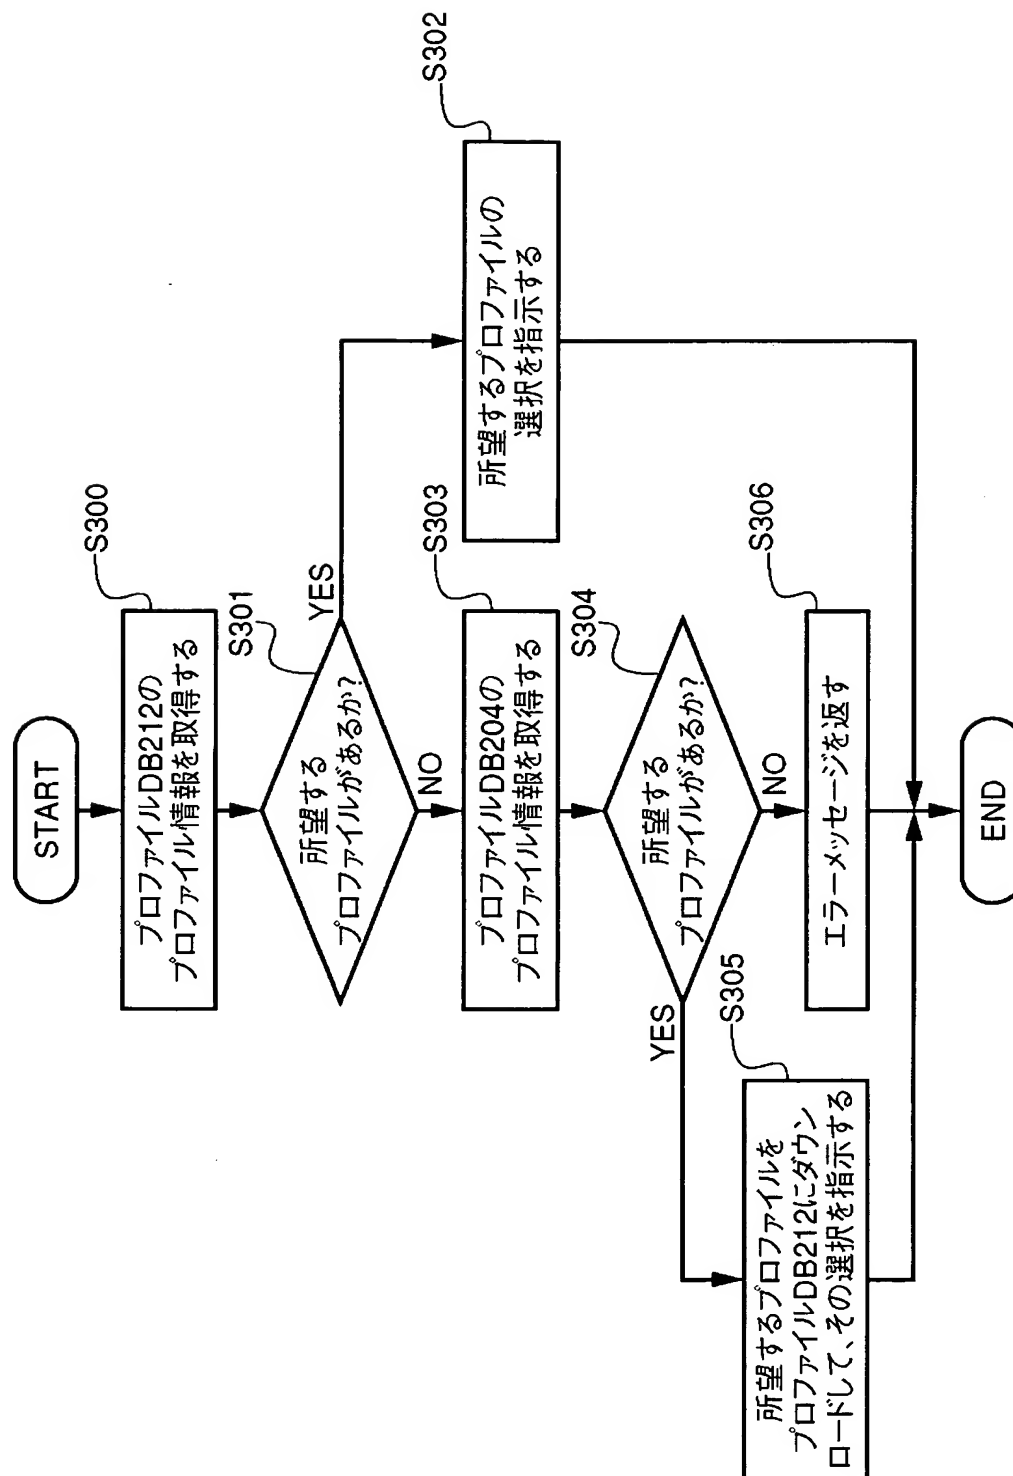 START
S300
プロファイルDB212の
プロファイル情報を取得する
S301
所望する
プロファイルがあるか?
YES
NO
S302
所望するプロファイルの
選択を指示する
S303
プロファイルDB204の
プロファイル情報を取得する
S304
所望する
プロファイルがあるか?
YES
NO
S305
所望するプロファイルを
プロファイルDB212にダウン
ロードして、その選択を指示する
S306
エラーメッセージを返す
END